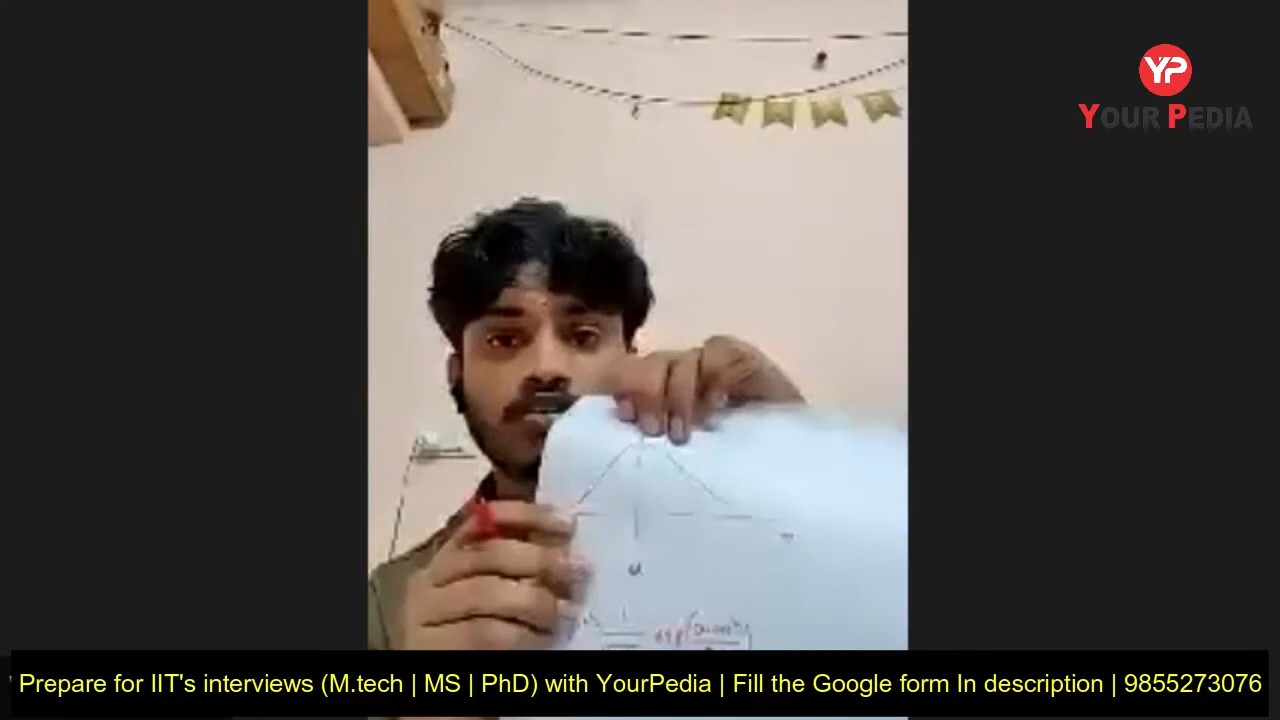 YP
YOUR PEDIA
μ
exp
Prepare for IIT's interviews (M.tech | MS | PhD) with YourPedia | Fill the Google form In description | 9855273076